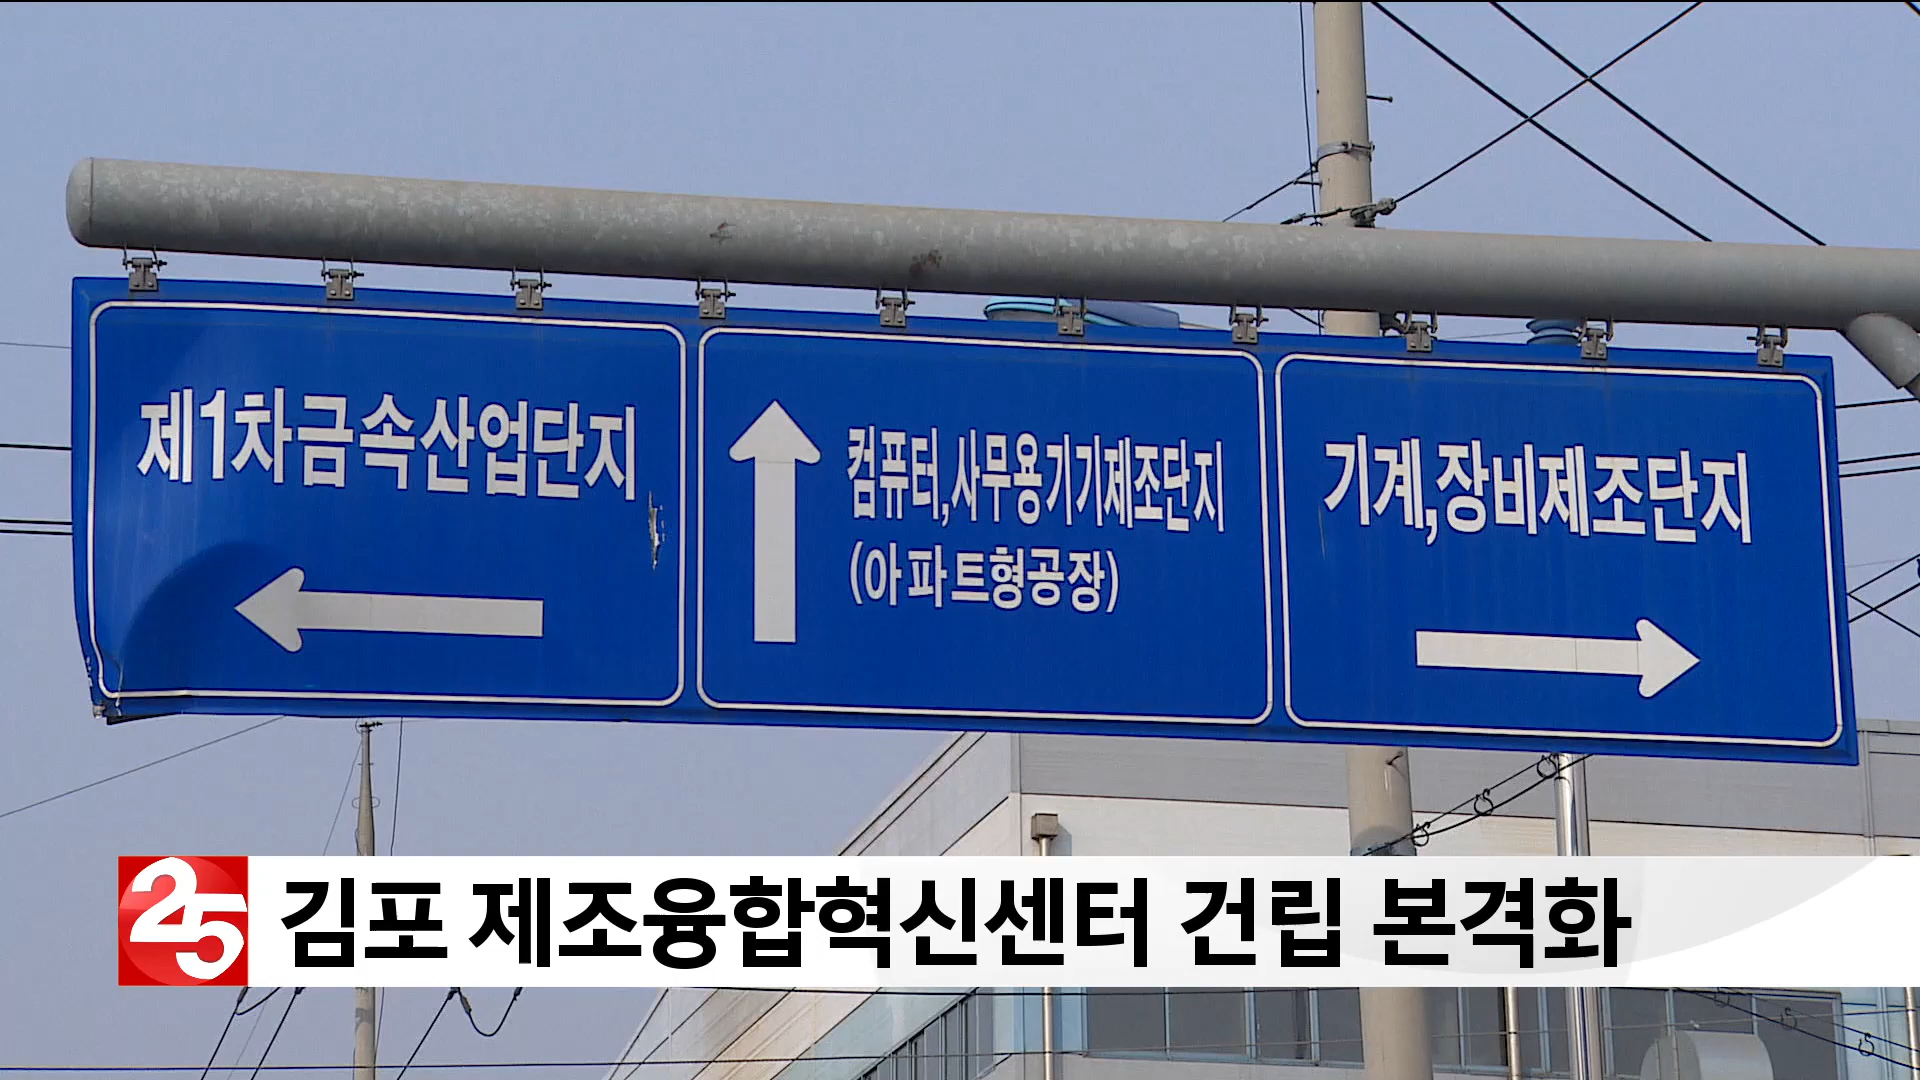 제1차금속산업단지
컴퓨터,사무용기기제조단지
(아파트형공장)
기계,장비제조단지
25 김포 제조융합혁신센터 건립 본격화